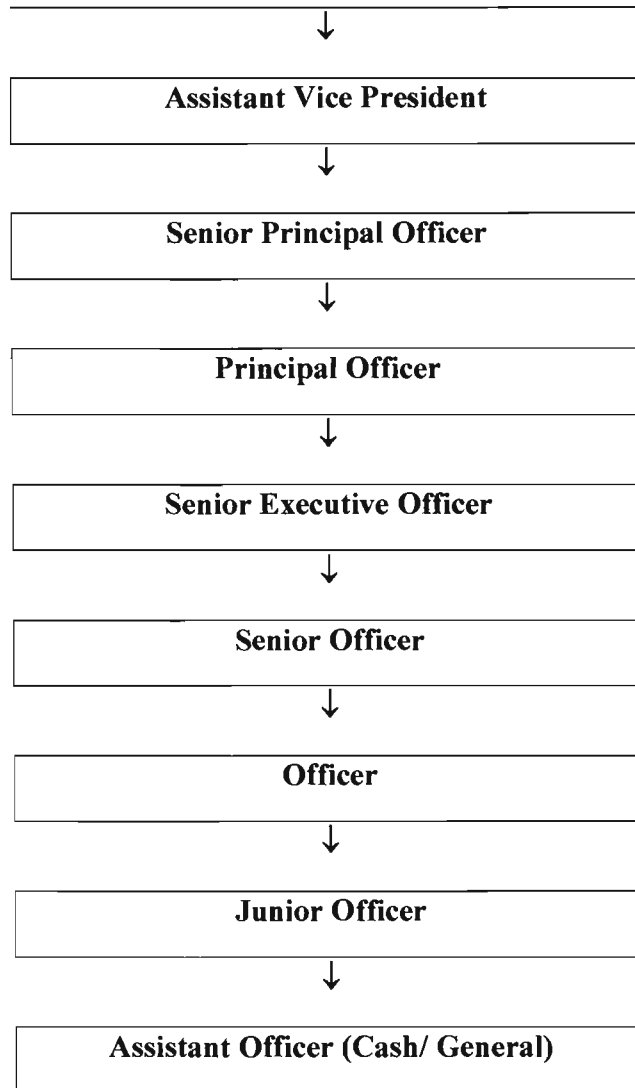 Assistant Vice President
Senior Principal Officer
Principal Officer
Senior Executive Officer
Senior Officer
Officer
Junior Officer
Assistant Officer (Cash/ General)